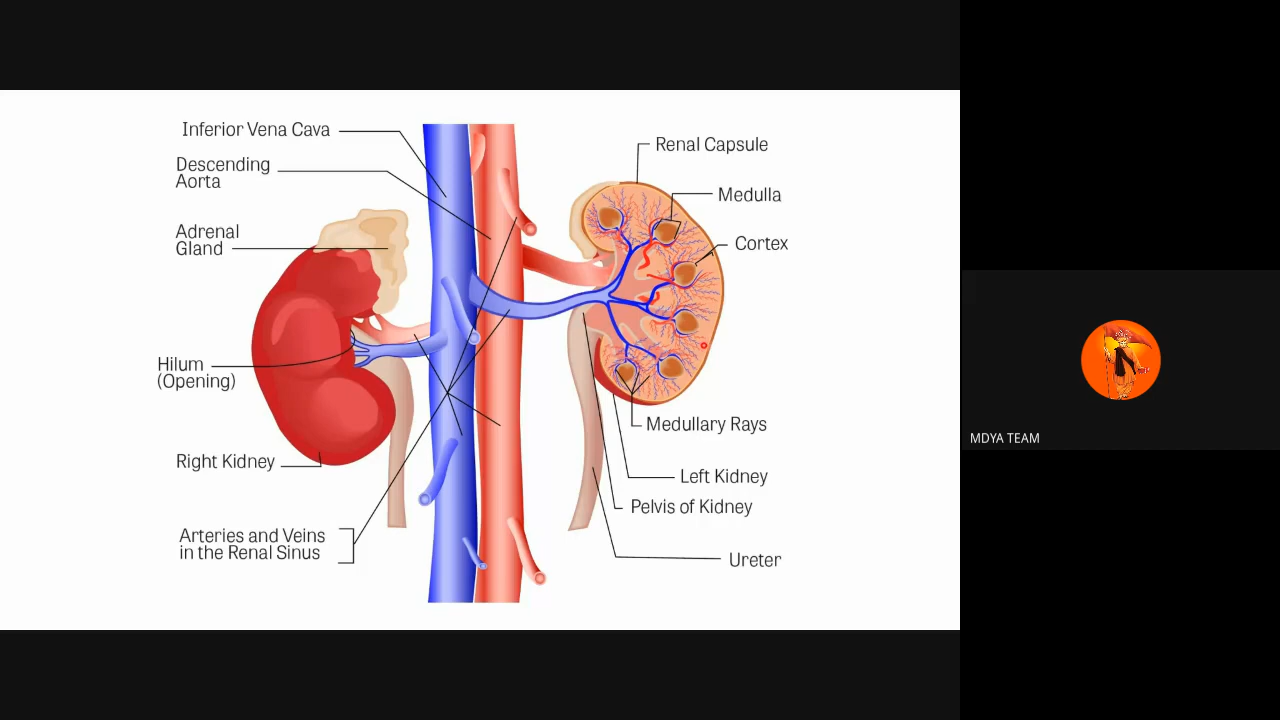 Inferior Vena Cava
Descending
Aorta
Adrenal
Gland
Hilum
(Opening)
Right Kidney
Arteries and Veins
in the Renal Sinus
Renal Capsule
Medulla
Cortex
Medullary Rays
Left Kidney
Pelvis of Kidney
Ureter
MDYA TEAM